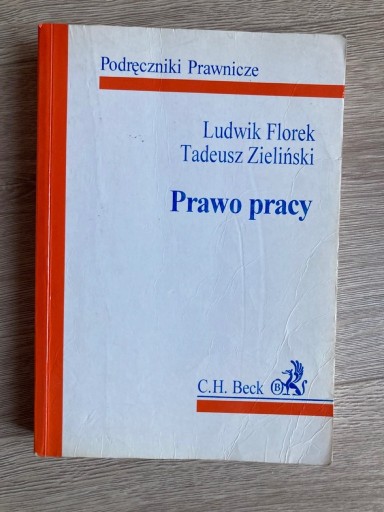 Podręczniki Prawnicze
Ludwik Florek
Tadeusz Zieliński
Prawo pracy
C.H. Beck
B